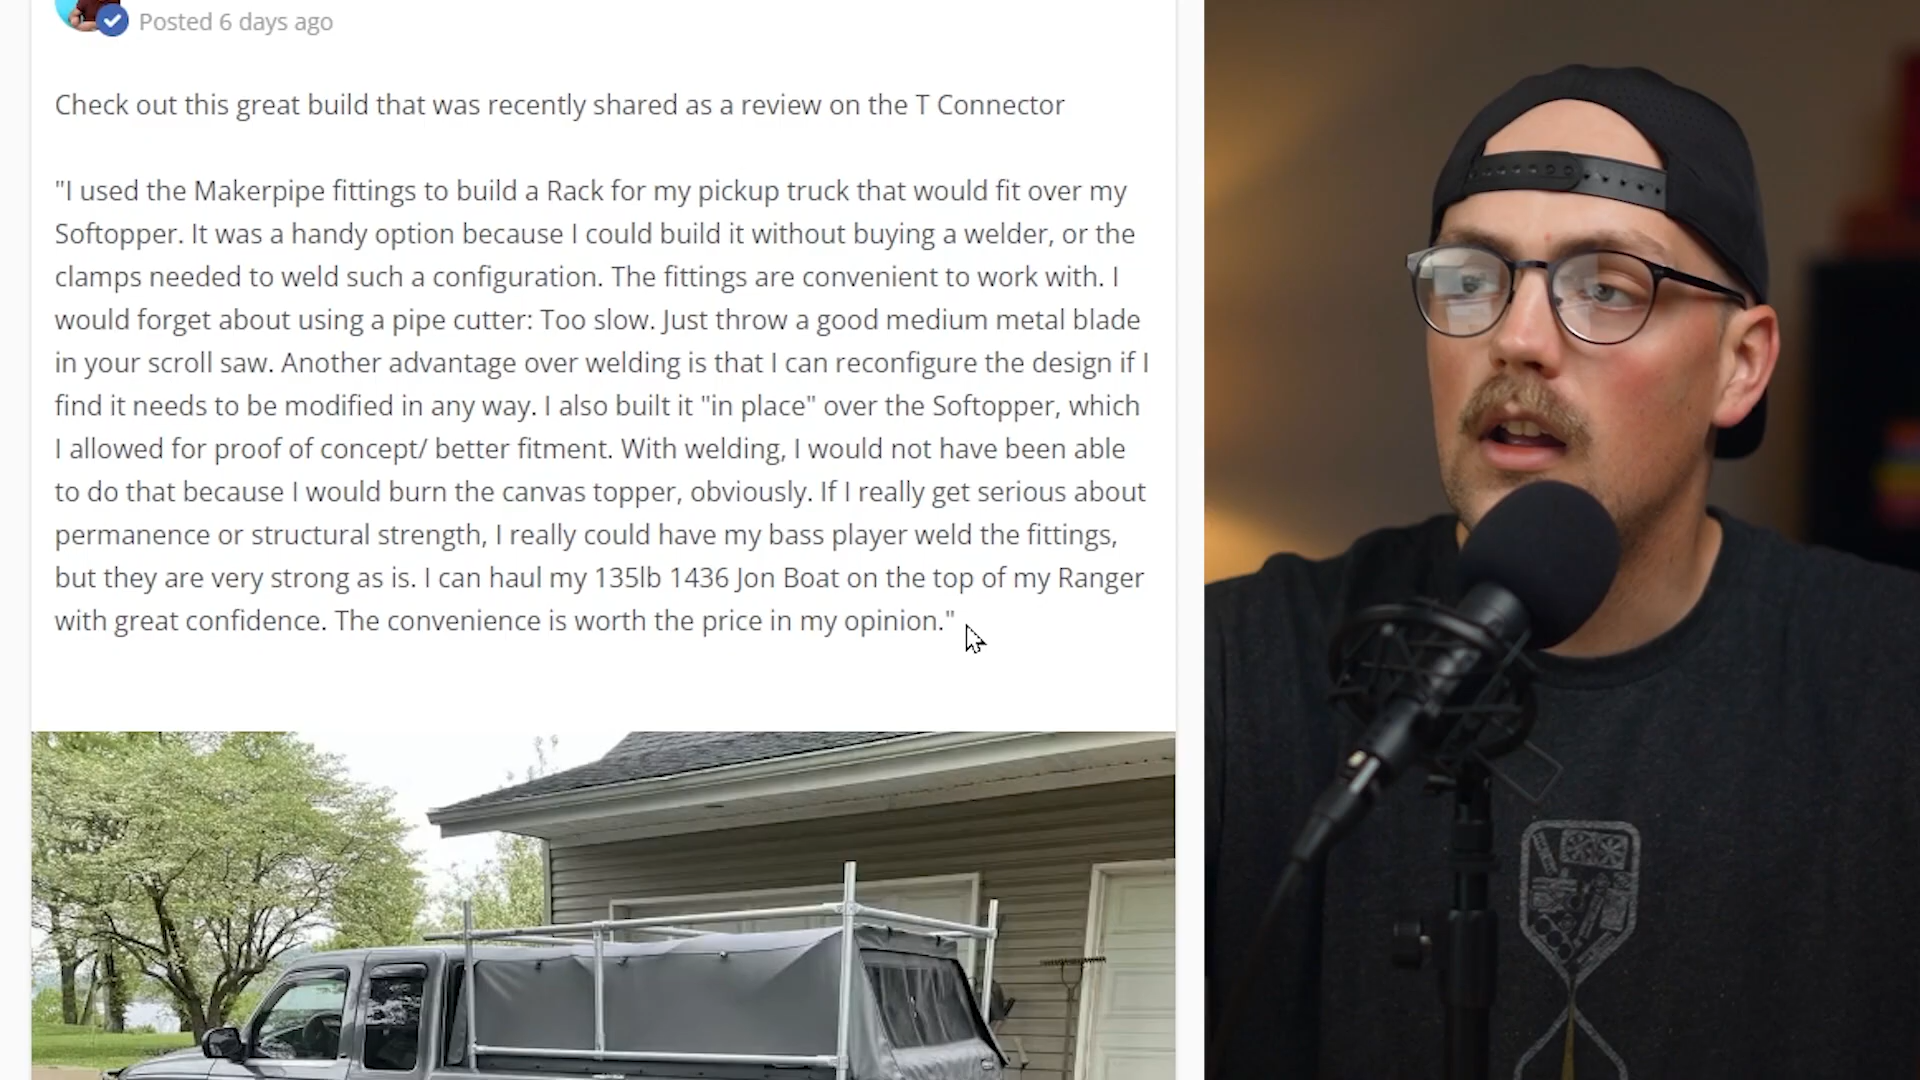 Posted 6 days ago
Check out this great build that was recently shared as a review on the T Connector
"I used the Makerpipe fittings to build a Rack for my pickup truck that would fit over my
Softopper. It was a handy option because I could build it without buying a welder, or the
clamps needed to weld such a configuration. The fittings are convenient to work with. I
would forget about using a pipe cutter: Too slow. Just throw a good medium metal blade
in your scroll saw. Another advantage over welding is that I can reconfigure the design if I
find it needs to be modified in any way. I also built it "in place" over the Softopper, which
I allowed for proof of concept/ better fitment. With welding, I would not have been able
to do that because I would burn the canvas topper, obviously. If I really get serious about
permanence or structural strength, I really could have my bass player weld the fittings,
but they are very strong as is. I can haul my 135lb 1436 Jon Boat on the top of my Ranger
with great confidence. The convenience is worth the price in my opinion."